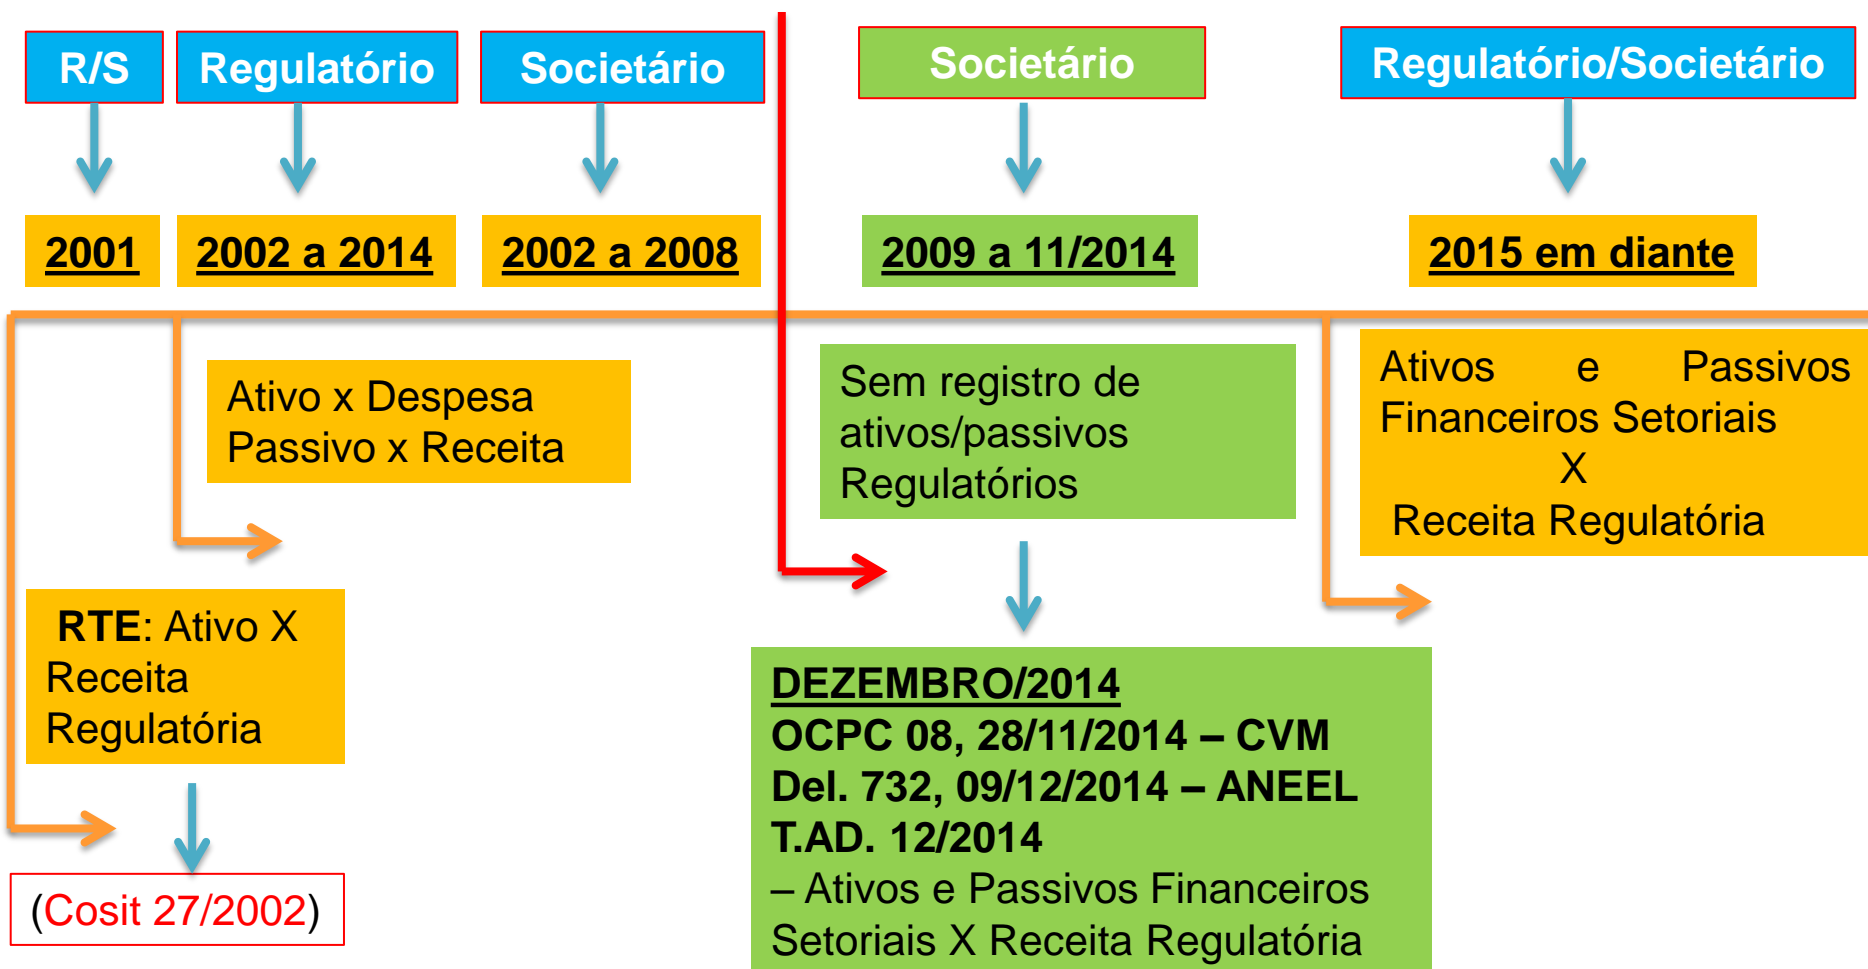 R/S
Regulatório
Societário
Societário
Regulatório/Societário
2001
2002 a 2014
2002 a 2008
2009 a 11/2014
2015 em diante
Ativo x Despesa
Passivo x Receita
Sem registro de
ativos/passivos
Regulatórios
Ativos e Passivos
Financeiros Setoriais
X
Receita Regulatória
RTE: Ativo X
Receita
Regulatória
(Cosit 27/2002)
DEZEMBRO/2014
OCPC 08, 28/11/2014 – CVM
Del. 732, 09/12/2014 – ANEEL
T.AD. 12/2014
– Ativos e Passivos Financeiros
Setoriais X Receita Regulatória